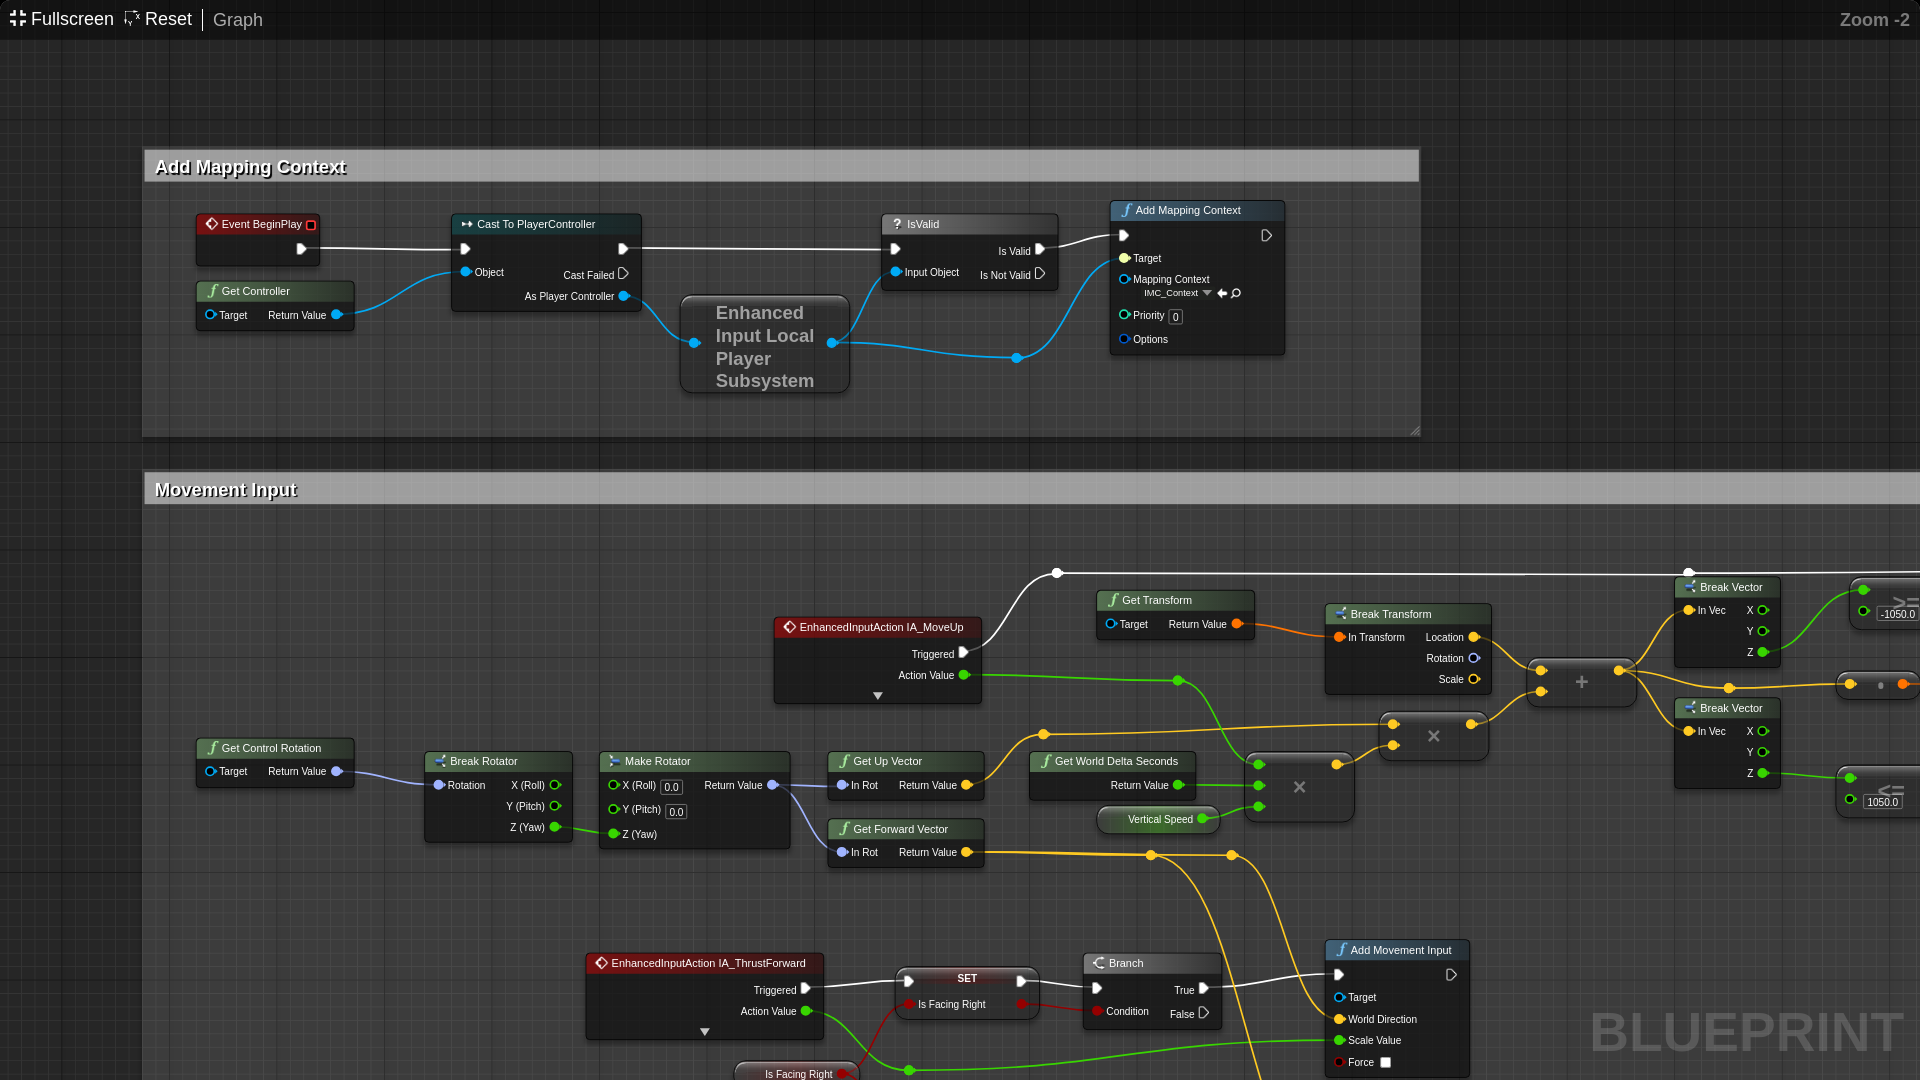 Fullscreen Reset Graph Zoom -2
Add Mapping Context
Event BeginPlay
Get Controller
Target Return Value
Cast To PlayerController
Object
Cast Failed
As Player Controller
Enhanced
Input Local
Player
Subsystem
? IsValid
Is Valid
Input Object Is Not Valid
f Add Mapping Context
Target
Mapping Context
IMC_Context
Priority 0
Options
Movement Input
EnhancedInputAction IA_MoveUp
Triggered
Action Value
f Get Transform
Target Return Value
Break Transform
In Transform Location
Rotation
Scale
+
Break Vector
In Vec X
Y
Z
>=
-1050.0
Break Vector
In Vec X
Y
Z
<=
1050.0
f Get Control Rotation
Target Return Value
Break Rotator
Rotation X (Roll)
Y (Pitch)
Z (Yaw)
Make Rotator
X (Roll) 0.0 Return Value
Y (Pitch) 0.0
Z (Yaw)
f Get Up Vector
In Rot Return Value
f Get Forward Vector
In Rot Return Value
f Get World Delta Seconds
Return Value
Vertical Speed
×
×
EnhancedInputAction IA_ThrustForward
Triggered
Action Value
SET
Is Facing Right
Is Facing Right
Branch
True
Condition False
f Add Movement Input
Target
World Direction
Scale Value
Force
BLUEPRINT